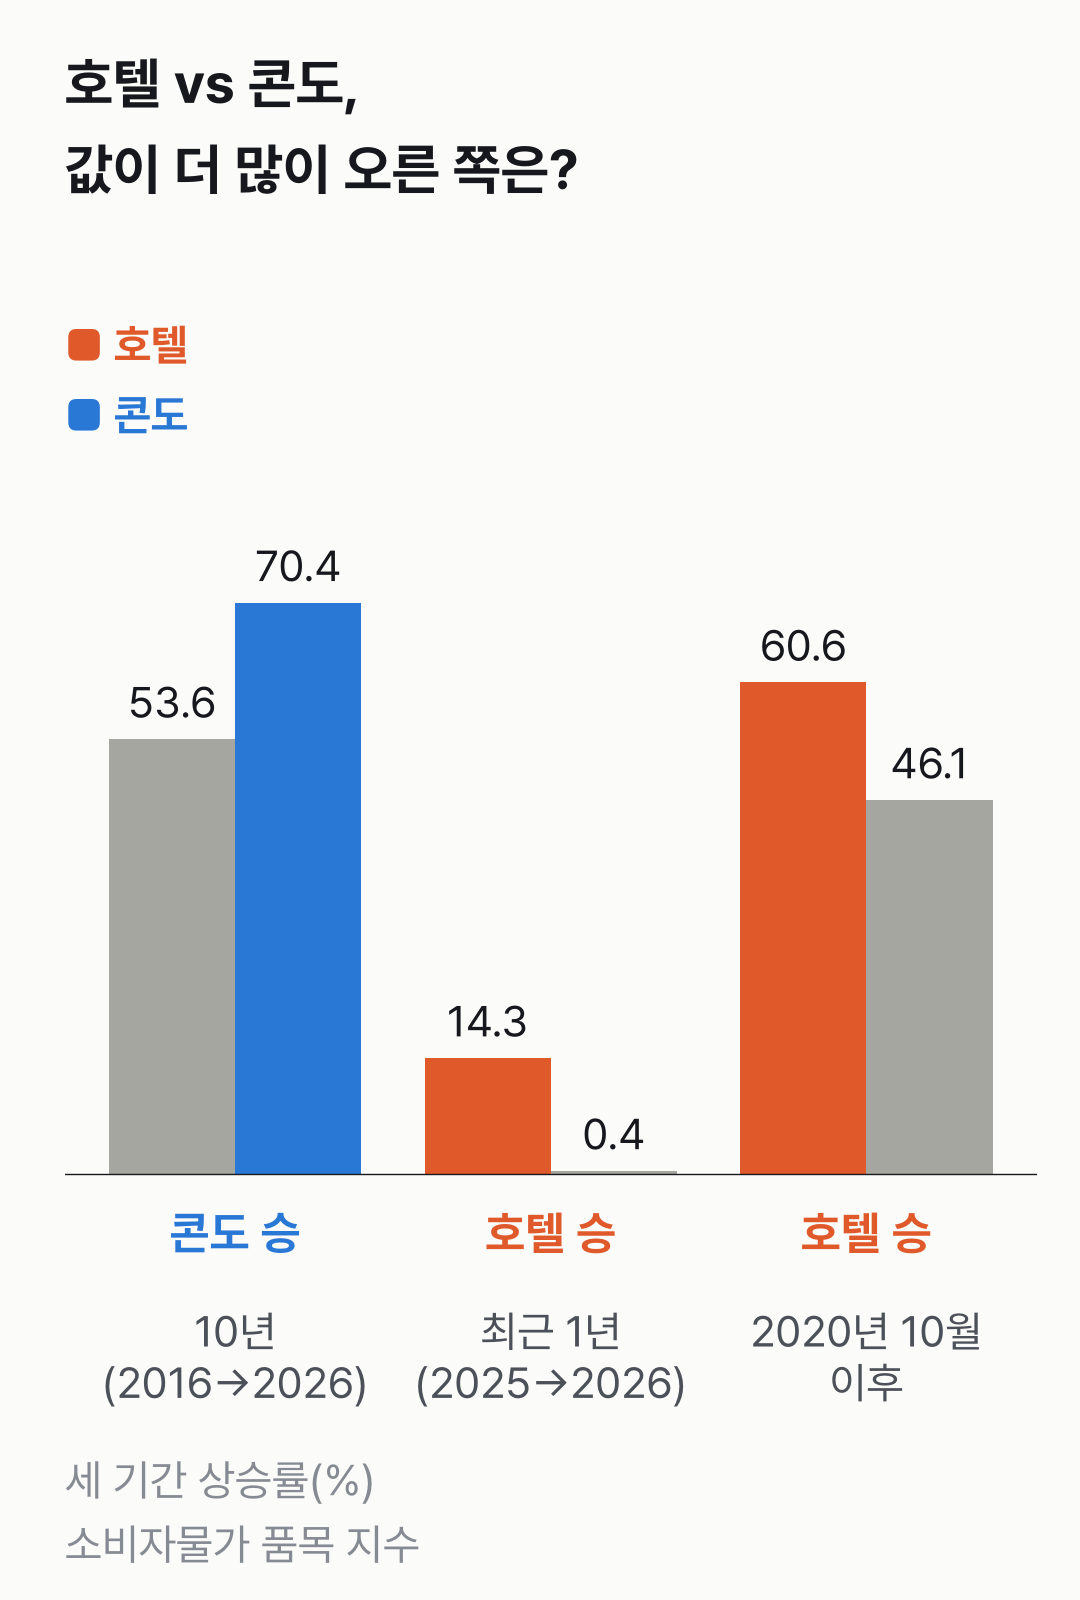 호텔 vs 콘도,
값이 더 많이 오른 쪽은?
호텔
콘도
53.6
70.4
14.3
0.4
60.6
46.1
콘도 승
호텔 승
호텔 승
10년
(2016→2026)
최근 1년
(2025→2026)
2020년 10월
이후
세 기간 상승률(%)
소비자물가 품목 지수